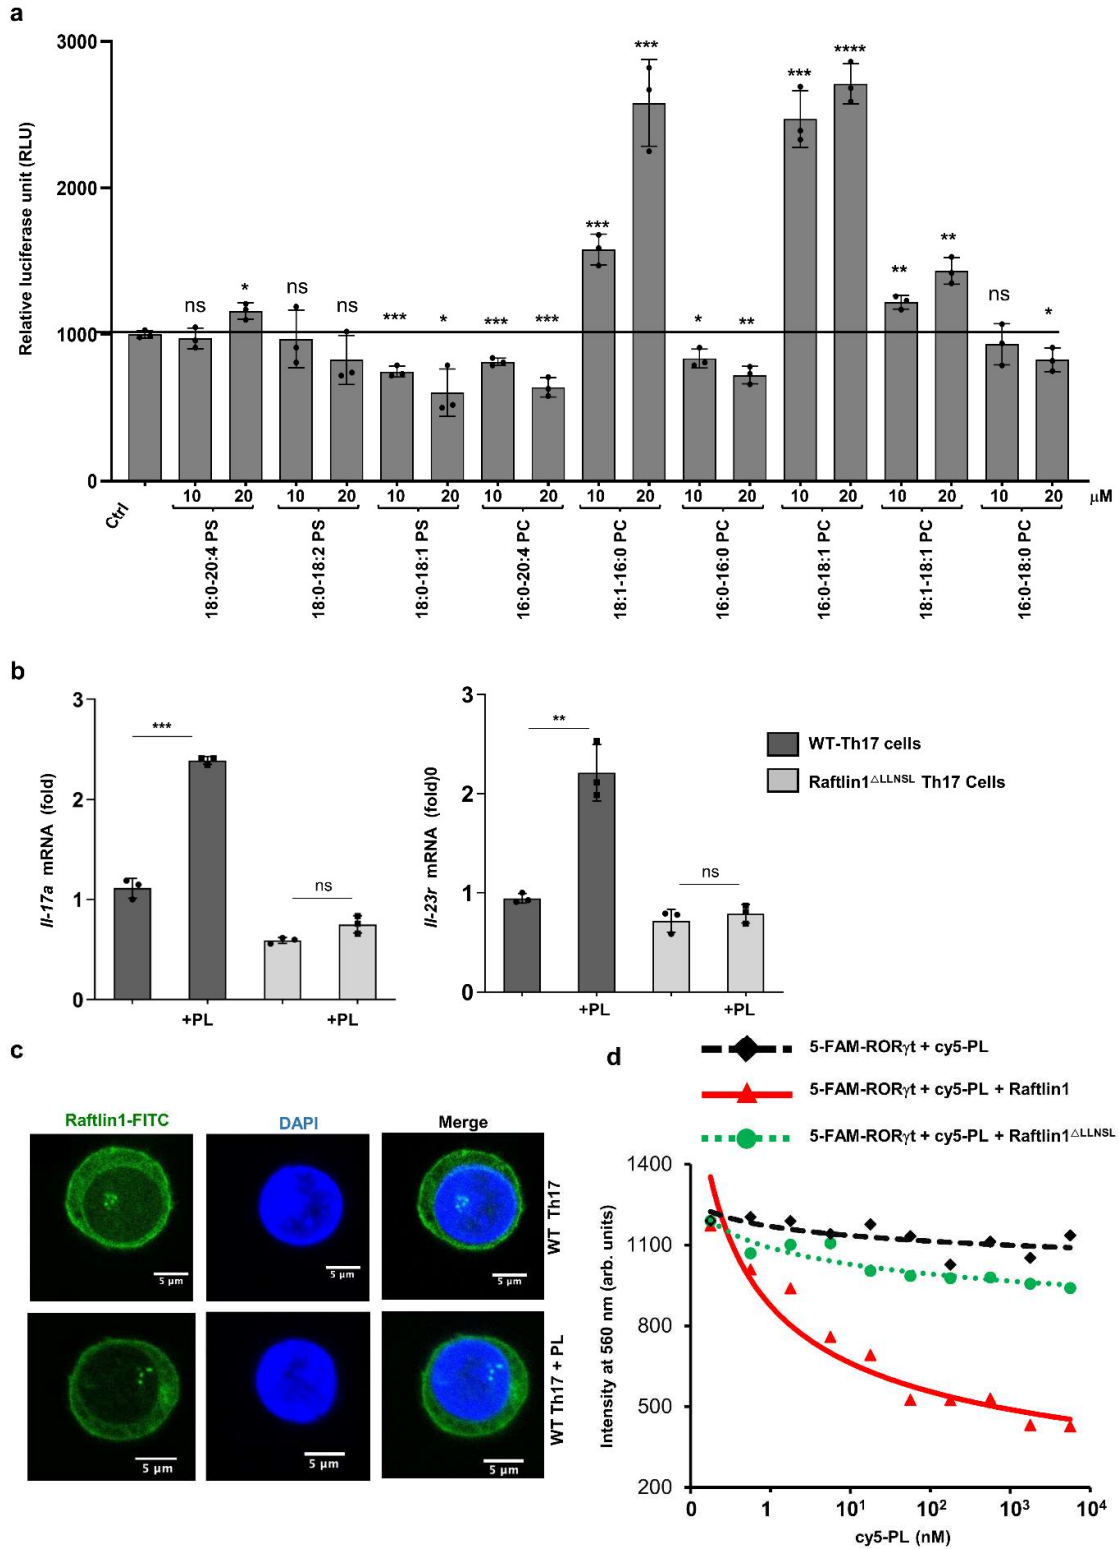 a
Relative luciferase unit (RLU)
3000
2000
1000
0
ns
*
ns
ns
***
*
***
***
***
***
*
**
***
****
**
**
ns
*
Ctrl
10 20 10 20 10 20 10 20 10 20 10 20 10 20 10 20 10 20 μM
18:0-20:4 PS
18:0-18:2 PS
18:0-18:1 PS
16:0-20:4 PC
18:1-16:0 PC
16:0-16:0 PC
16:0-18:1 PC
18:1-18:1 PC
16:0-18:0 PC
b
Il-17a mRNA (fold)
3
2
1
0
***
ns
+PL
+PL
Il-23r mRNA (fold)0
3
2
1
0
**
ns
+PL
+PL
WT-Th17 cells
Raftlin1△LLNSL Th17 Cells
c
Raftlin1-FITC
DAPI
Merge
5 μm
5 μm
5 μm
WT Th17
5 μm
5 μm
5 μm
WT Th17 + PL
d
5-FAM-RORγt + cy5-PL
5-FAM-RORγt + cy5-PL + Raftlin1
5-FAM-RORγt + cy5-PL + Raftlin1△LLNSL
Intensity at 560 nm (arb. units)
1400
1100
800
500
200
0 1 10¹ 10² 10³ 10⁴
cy5-PL (nM)